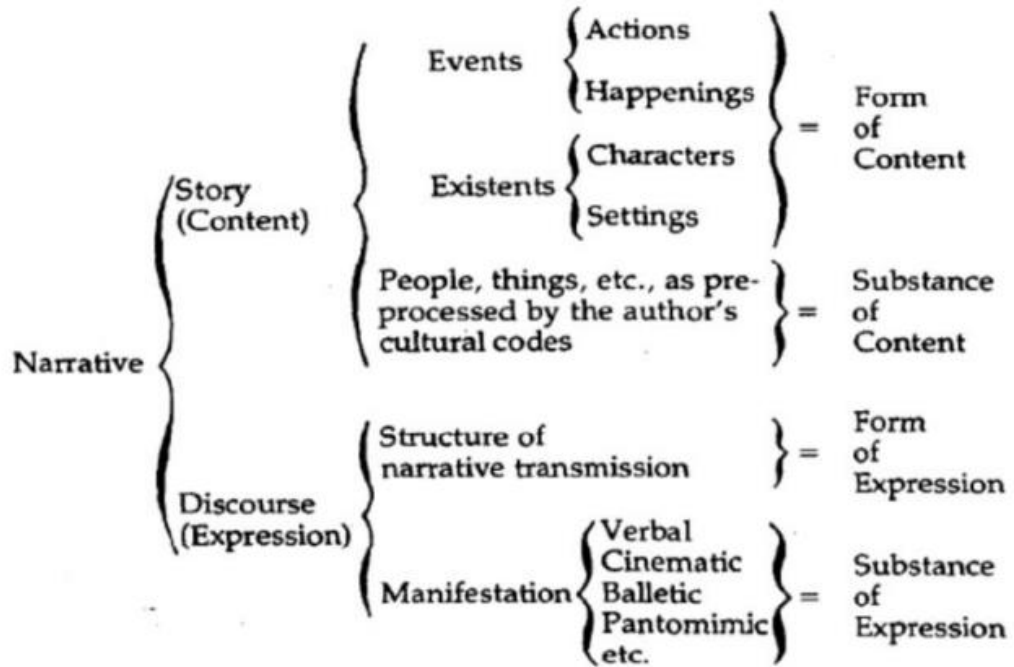 Narrative
Story
(Content)
Events
Actions
Happenings
Existents
Characters
Settings
=
Form
of
Content
People, things, etc., as pre-
processed by the author's
cultural codes
=
Substance
of
Content
Discourse
(Expression)
Structure of
narrative transmission
=
Form
of
Expression
Manifestation
Verbal
Cinematic
Balletic
Pantomimic
etc.
=
Substance
of
Expression